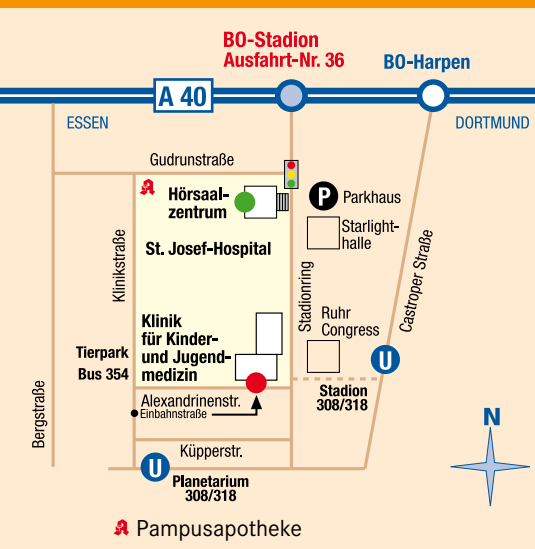 BO-Stadion
Ausfahrt-Nr. 36
BO-Harpen
A 40
ESSEN
DORTMUND
Gudrunstraße
Hörsaal-
zentrum
P
Parkhaus
Starlight-
halle
St. Josef-Hospital
Klinikstraße
Stadionring
Castroper Straße
Klinik
für Kinder-
und Jugend-
medizin
Ruhr
Congress
Tierpark
Bus 354
U
Stadion
308/318
Bergstraße
Alexandrinenstr.
Einbahnstraße
N
Küpperstr.
U
Planetarium
308/318
Pampusapotheke